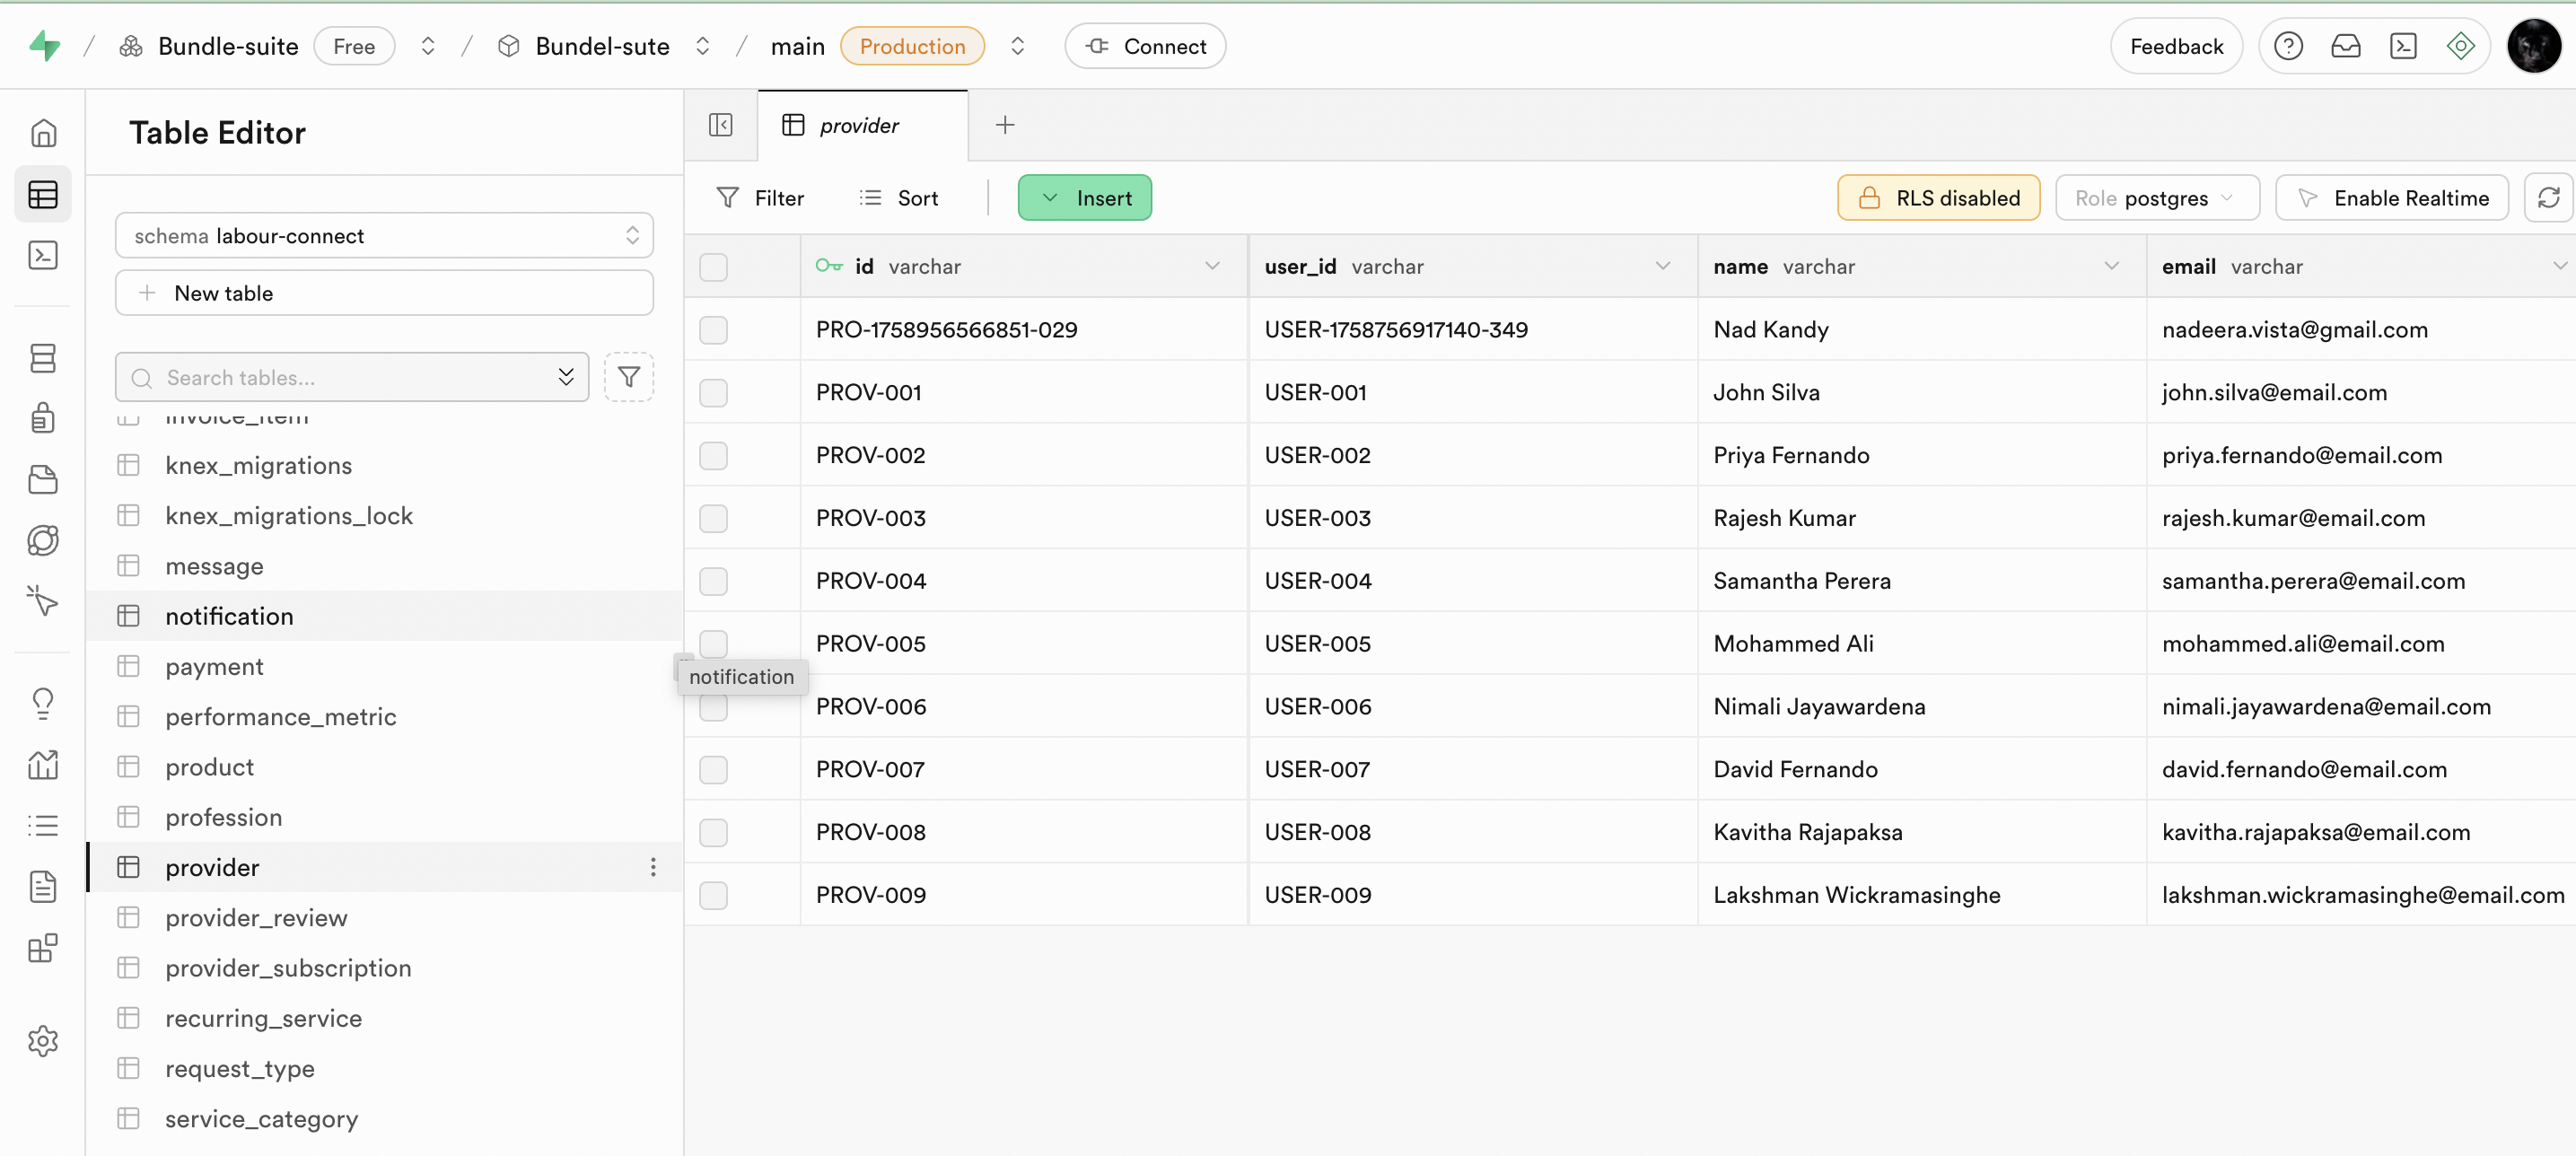 Bundle-suite Free Bundel-sute main Production Connect Feedback
Table Editor
provider
schema labour-connect
New table
Search tables...
invoice_item
knex_migrations
knex_migrations_lock
message
notification
payment
performance_metric
product
profession
provider
provider_review
provider_subscription
recurring_service
request_type
service_category
notification
Filter Sort Insert RLS disabled Role postgres Enable Realtime
id varchar user_id varchar name varchar email varchar
PRO-1758956566851-029 USER-1758756917140-349 Nad Kandy nadeera.vista@gmail.com
PROV-001 USER-001 John Silva john.silva@email.com
PROV-002 USER-002 Priya Fernando priya.fernando@email.com
PROV-003 USER-003 Rajesh Kumar rajesh.kumar@email.com
PROV-004 USER-004 Samantha Perera samantha.perera@email.com
PROV-005 USER-005 Mohammed Ali mohammed.ali@email.com
PROV-006 USER-006 Nimali Jayawardena nimali.jayawardena@email.com
PROV-007 USER-007 David Fernando david.fernando@email.com
PROV-008 USER-008 Kavitha Rajapaksa kavitha.rajapaksa@email.com
PROV-009 USER-009 Lakshman Wickramasinghe lakshman.wickramasinghe@email.com